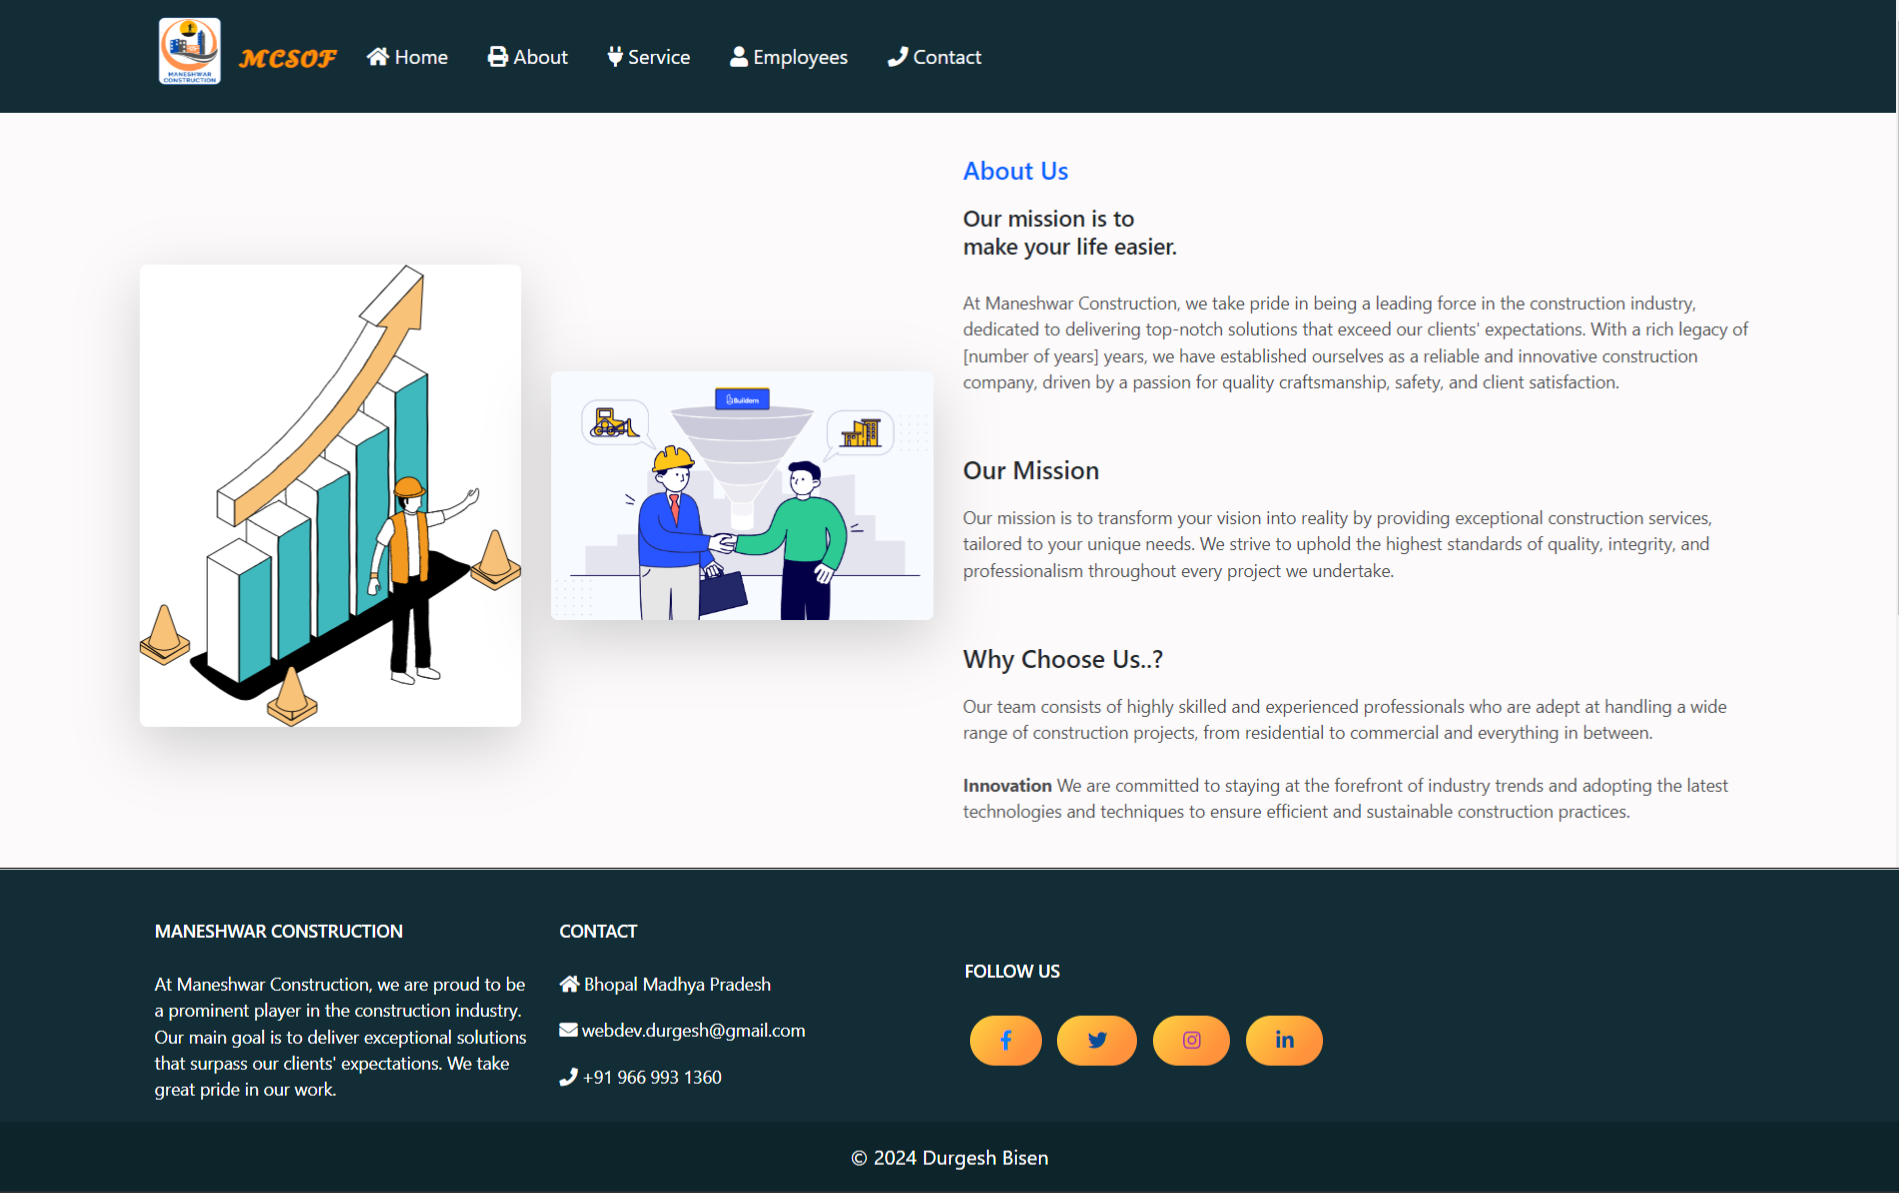 MANESHWAR
CONSTRUCTION
MCSOF
Home
About
Service
Employees
Contact
Buildern
About Us
Our mission is to
make your life easier.
At Maneshwar Construction, we take pride in being a leading force in the construction industry,
dedicated to delivering top-notch solutions that exceed our clients' expectations. With a rich legacy of
[number of years] years, we have established ourselves as a reliable and innovative construction
company, driven by a passion for quality craftsmanship, safety, and client satisfaction.
Our Mission
Our mission is to transform your vision into reality by providing exceptional construction services,
tailored to your unique needs. We strive to uphold the highest standards of quality, integrity, and
professionalism throughout every project we undertake.
Why Choose Us..?
Our team consists of highly skilled and experienced professionals who are adept at handling a wide
range of construction projects, from residential to commercial and everything in between.
Innovation We are committed to staying at the forefront of industry trends and adopting the latest
technologies and techniques to ensure efficient and sustainable construction practices.
MANESHWAR CONSTRUCTION
At Maneshwar Construction, we are proud to be
a prominent player in the construction industry.
Our main goal is to deliver exceptional solutions
that surpass our clients' expectations. We take
great pride in our work.
CONTACT
Bhopal Madhya Pradesh
webdev.durgesh@gmail.com
+91 966 993 1360
FOLLOW US
© 2024 Durgesh Bisen